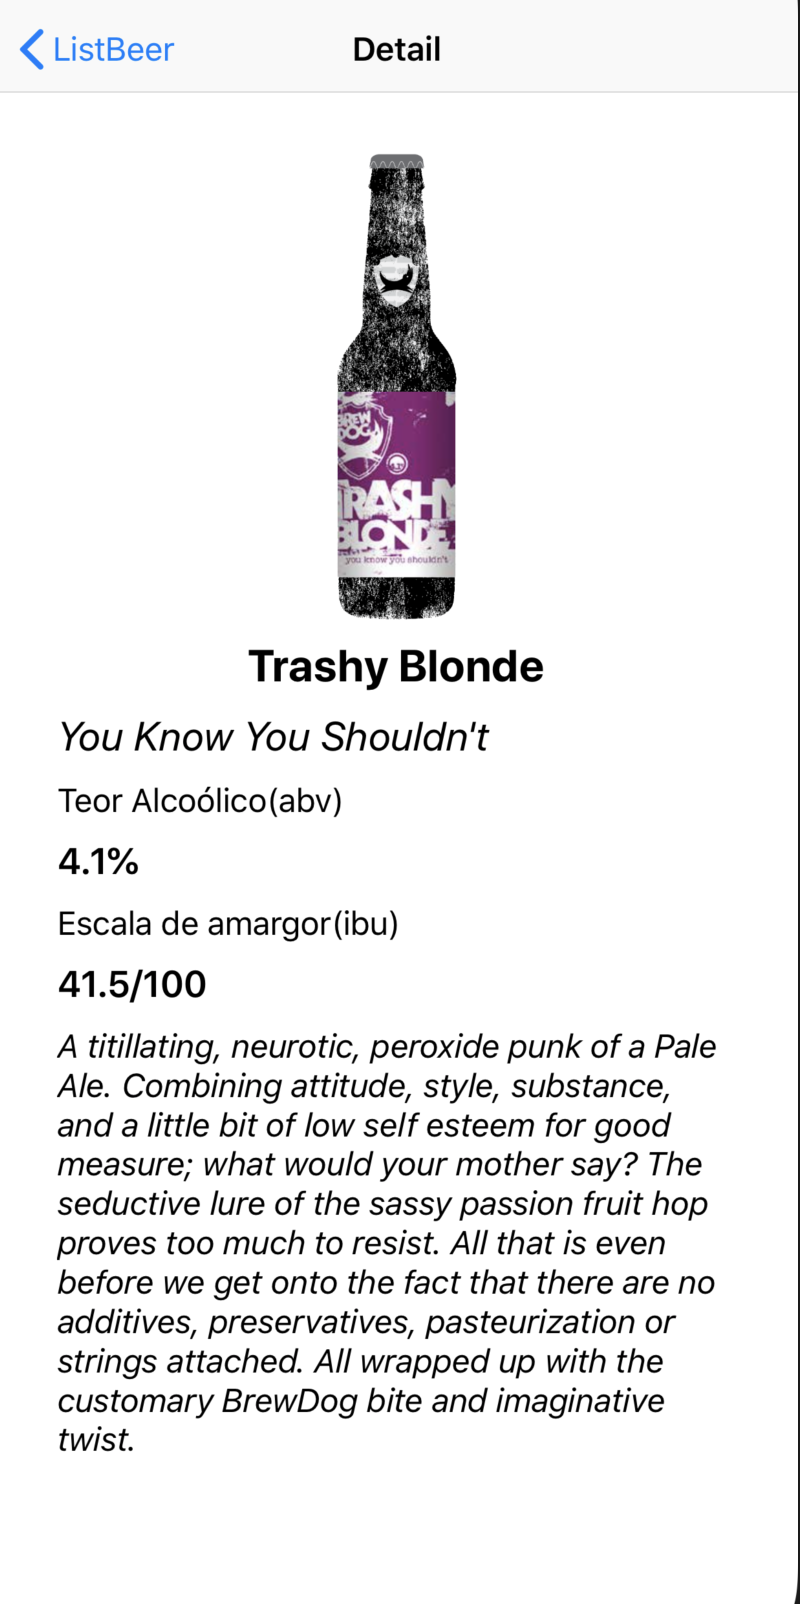 ListBeer Detail
BREW
DOG
TRASHY
BLONDE
you know you shouldn't
Trashy Blonde
You Know You Shouldn't
Teor Alcoólico(abv)
4.1%
Escala de amargor(ibu)
41.5/100
A titillating, neurotic, peroxide punk of a Pale
Ale. Combining attitude, style, substance,
and a little bit of low self esteem for good
measure; what would your mother say? The
seductive lure of the sassy passion fruit hop
proves too much to resist. All that is even
before we get onto the fact that there are no
additives, preservatives, pasteurization or
strings attached. All wrapped up with the
customary BrewDog bite and imaginative
twist.